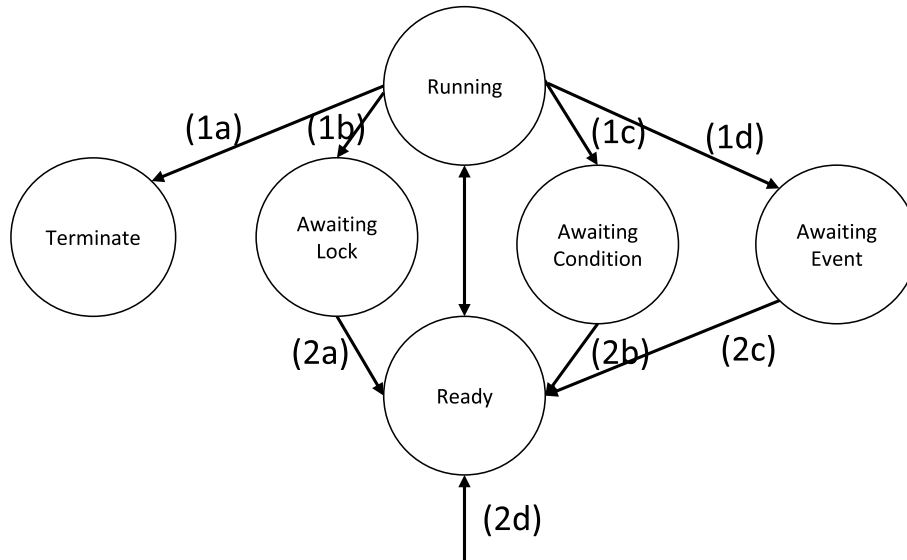 Running
(1a)
(1b)
(1c)
(1d)
Terminate
Awaiting
Lock
Awaiting
Condition
Awaiting
Event
(2a)
(2b)
(2c)
Ready
(2d)